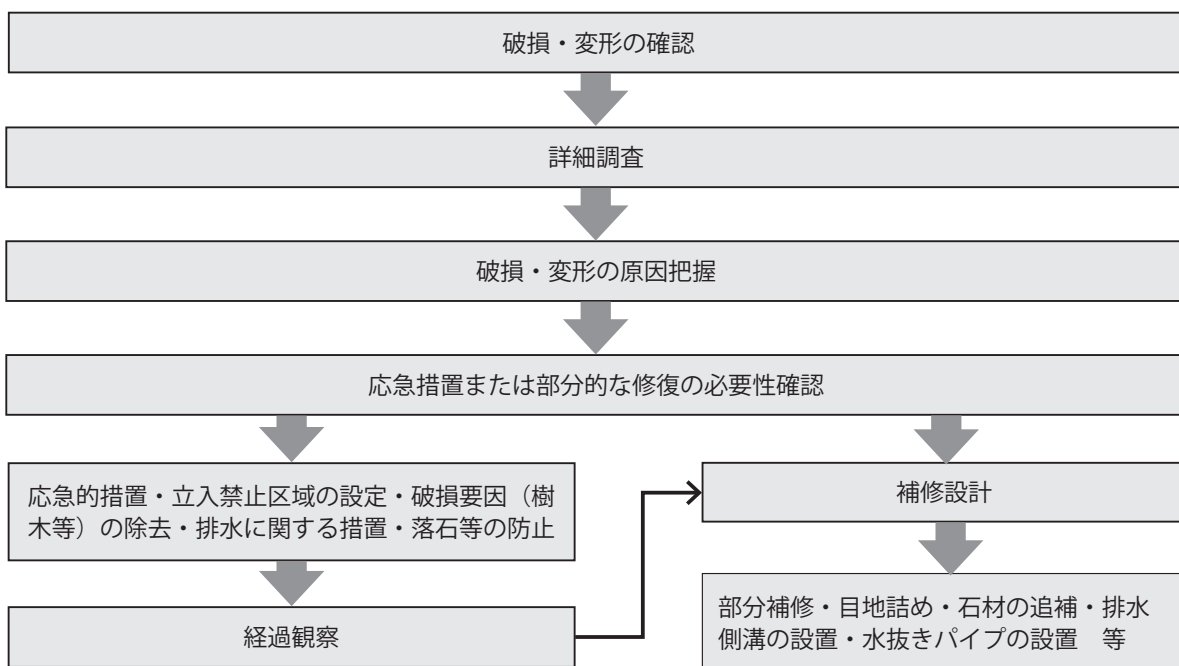 破損・変形の確認
詳細調査
破損・変形の原因把握
応急措置または部分的な修復の必要性確認
応急的措置・立入禁止区域の設定・破損要因（樹
木等）の除去・排水に関する措置・落石等の防止
経過観察
補修設計
部分補修・目地詰め・石材の追補・排水
側溝の設置・水抜きパイプの設置　等